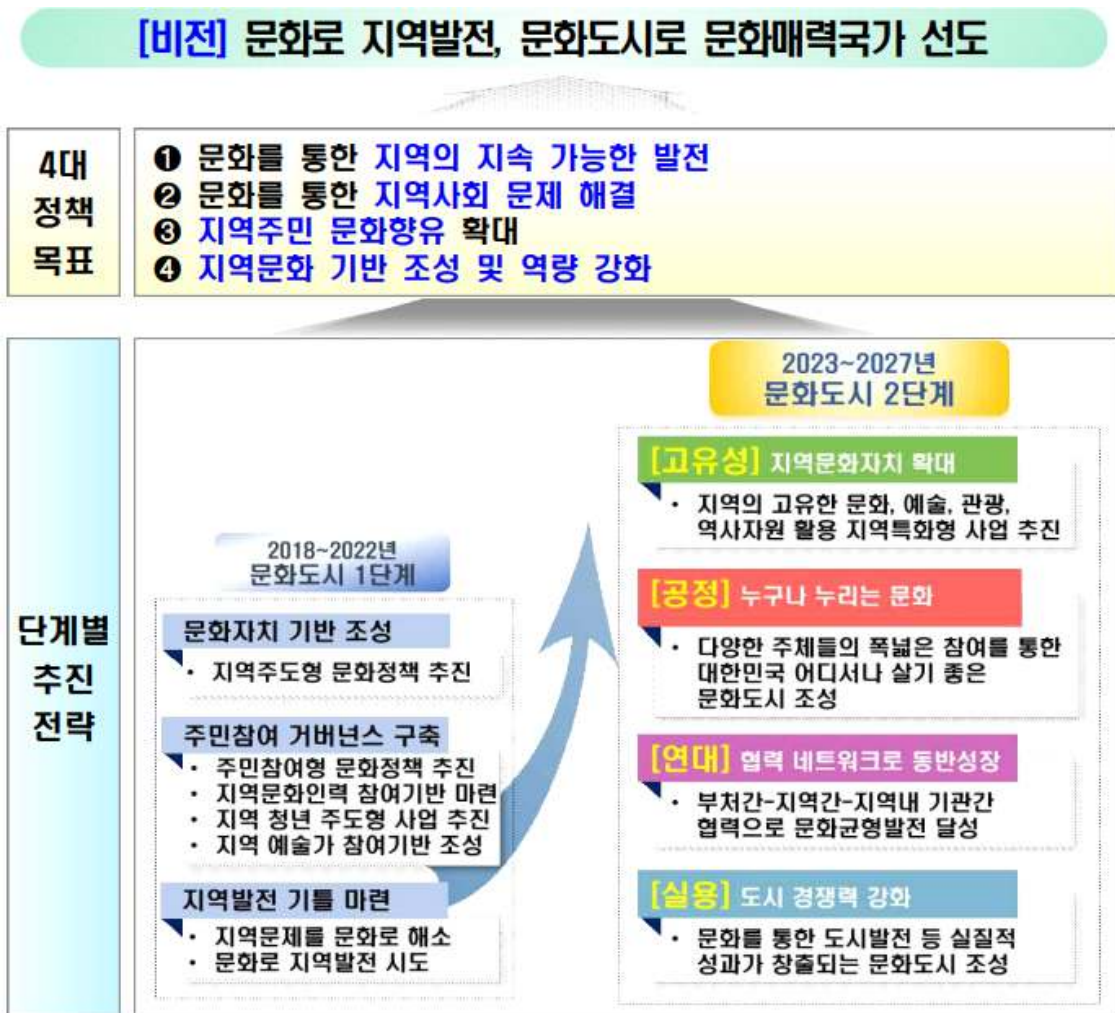 [비전] 문화로 지역발전, 문화도시로 문화매력국가 선도
4대
정책
목표
❶ 문화를 통한 지역의 지속 가능한 발전
❷ 문화를 통한 지역사회 문제 해결
❸ 지역주민 문화향유 확대
❹ 지역문화 기반 조성 및 역량 강화
단계별
추진
전략
2018~2022년
문화도시 1단계
문화자치 기반 조성
• 지역주도형 문화정책 추진
주민참여 거버넌스 구축
• 주민참여형 문화정책 추진
• 지역문화인력 참여기반 마련
• 지역 청년 주도형 사업 추진
• 지역 예술가 참여기반 조성
지역발전 기틀 마련
• 지역문제를 문화로 해소
• 문화로 지역발전 시도
2023~2027년
문화도시 2단계
[고유성] 지역문화자치 확대
• 지역의 고유한 문화, 예술, 관광,
역사자원 활용 지역특화형 사업 추진
[공정] 누구나 누리는 문화
• 다양한 주체들의 폭넓은 참여를 통한
대한민국 어디서나 살기 좋은
문화도시 조성
[연대] 협력 네트워크로 동반성장
• 부처간-지역간-지역내 기관간
협력으로 문화균형발전 달성
[실용] 도시 경쟁력 강화
• 문화를 통한 도시발전 등 실질적
성과가 창출되는 문화도시 조성